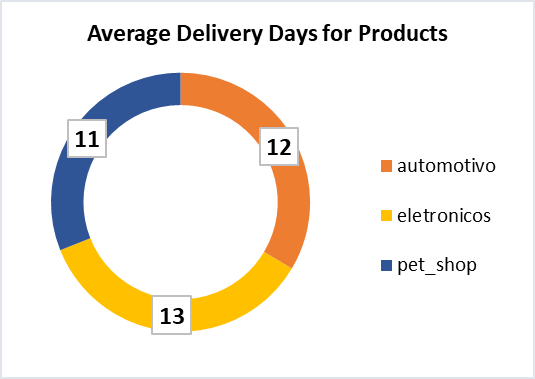 Average Delivery Days for Products
11
12
13
automotivo
eletronicos
pet_shop